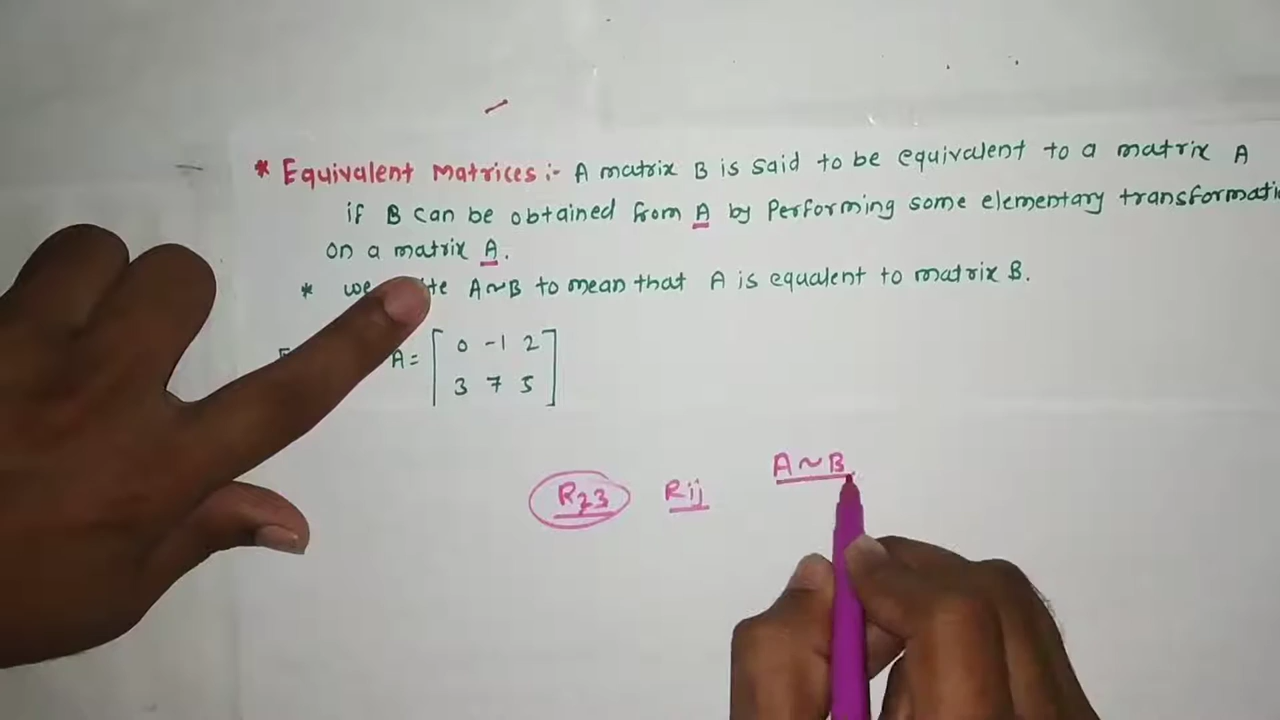 * Equivalent Matrices :- A matrix B is said to be equivalent to a matrix A
if B can be obtained from A by Performing some elementary
on a matrix A.
* A~B to mean that A is equalent to matrix B.
A = [ 0 -1 2
3 7 5 ]
A~B
R23 Rij